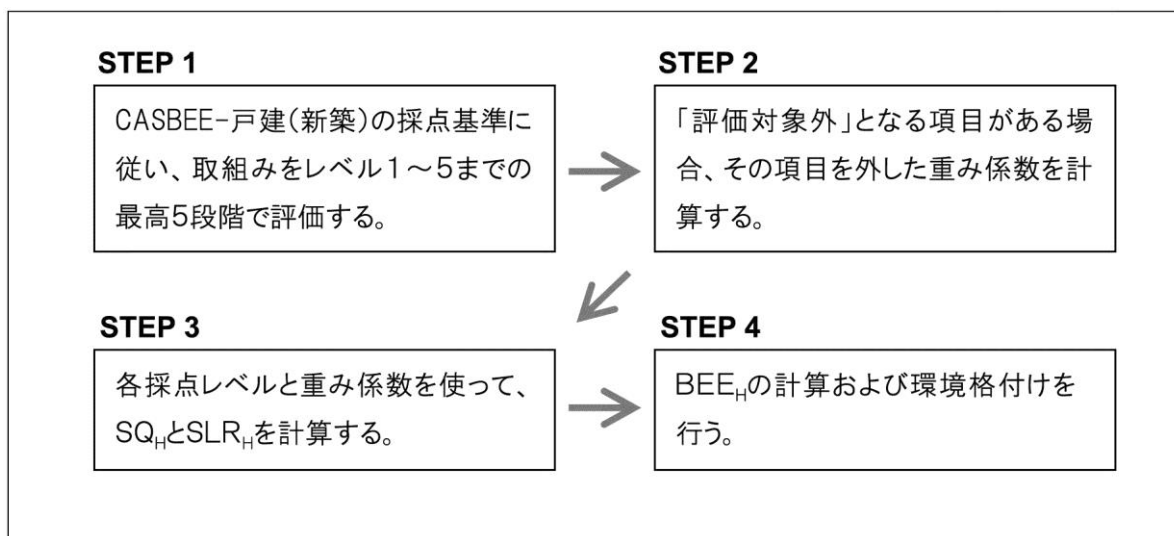 STEP 1
CASBEE-戸建(新築)の採点基準に
従い、取組みをレベル1～5までの
最高5段階で評価する。
STEP 2
「評価対象外」となる項目がある場
合、その項目を外した重み係数を計
算する。
STEP 3
各採点レベルと重み係数を使って、
SQHとSLRHを計算する。
STEP 4
BEEHの計算および環境格付けを
行う。